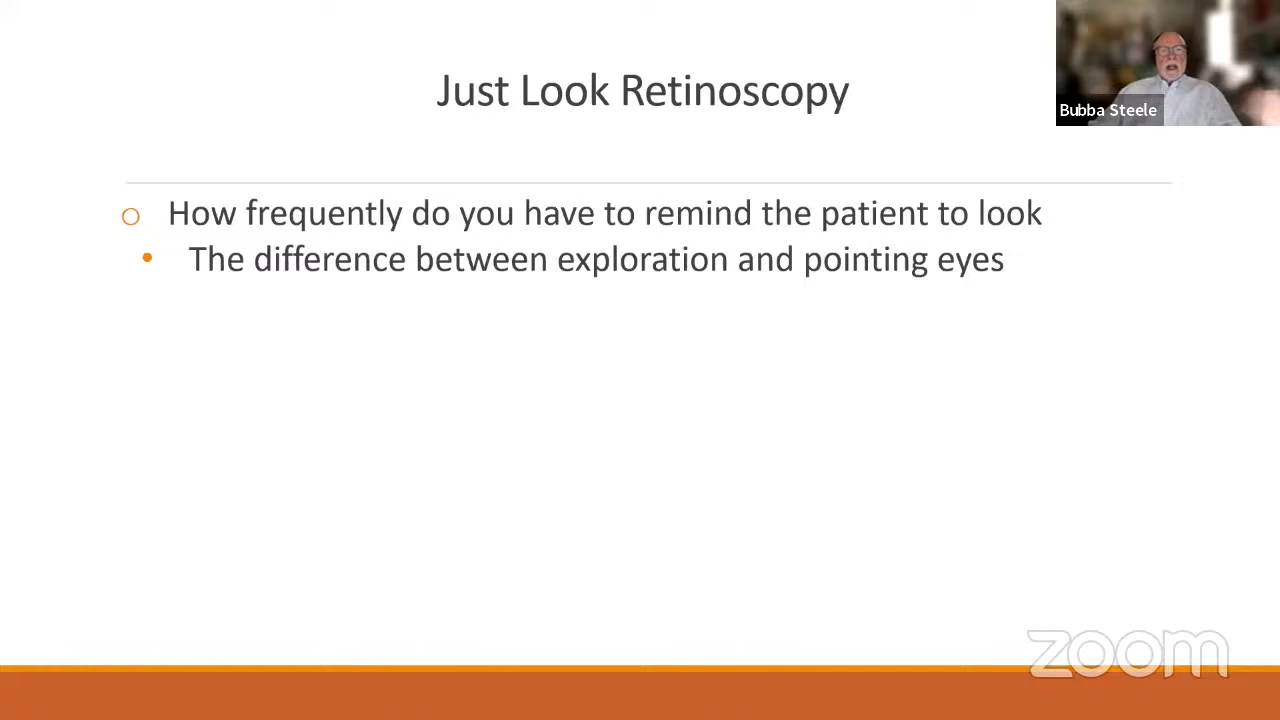 Just Look Retinoscopy
Bubba Steele
How frequently do you have to remind the patient to look
The difference between exploration and pointing eyes
zoom